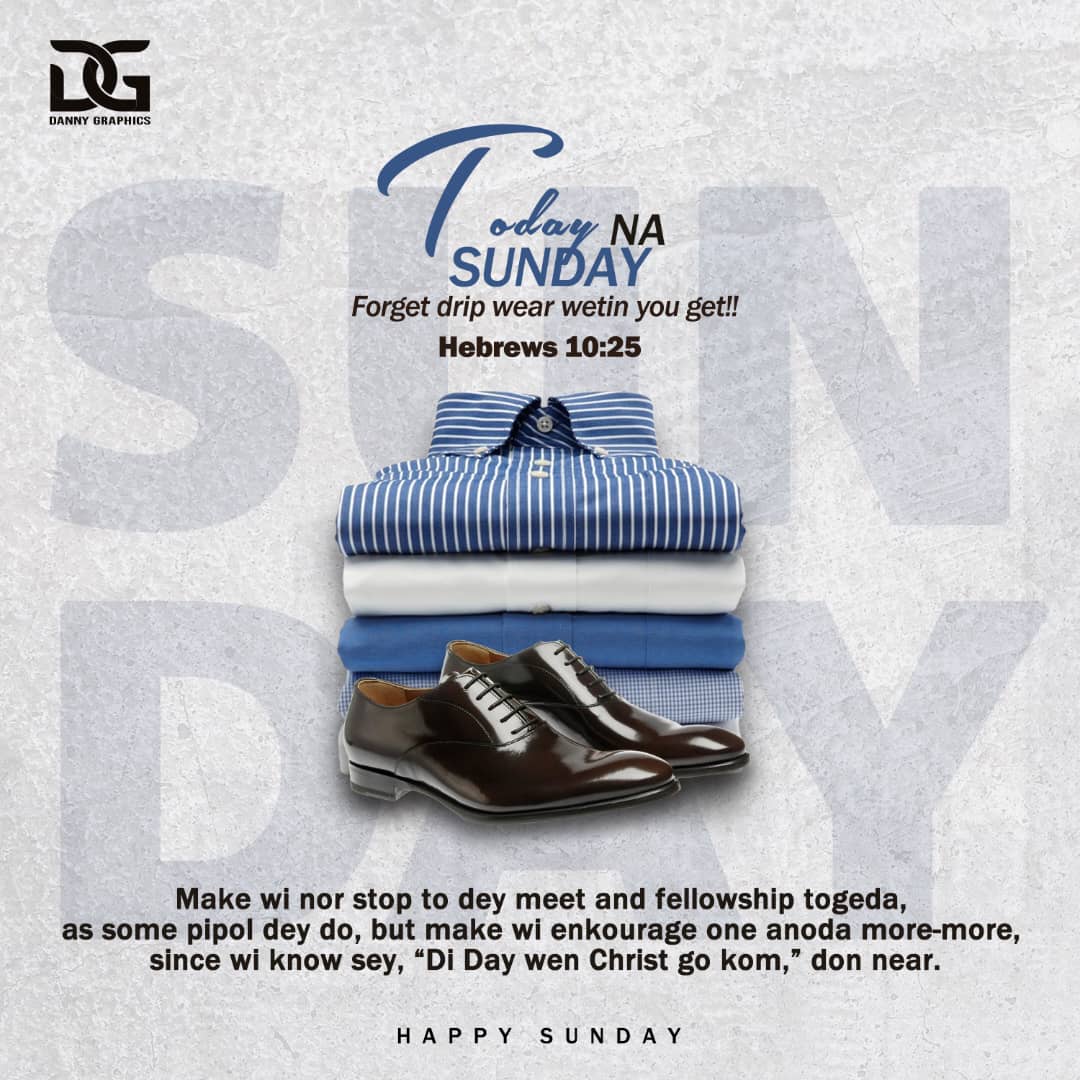 DG
DANNY GRAPHICS
SUN
DAY
Today NA
SUNDAY
Forget drip wear wetin you get!!
Hebrews 10:25
Make wi nor stop to dey meet and fellowship togeda,
as some pipol dey do, but make wi enkourage one anoda more-more,
since wi know sey, “Di Day wen Christ go kom,” don near.
HAPPY SUNDAY